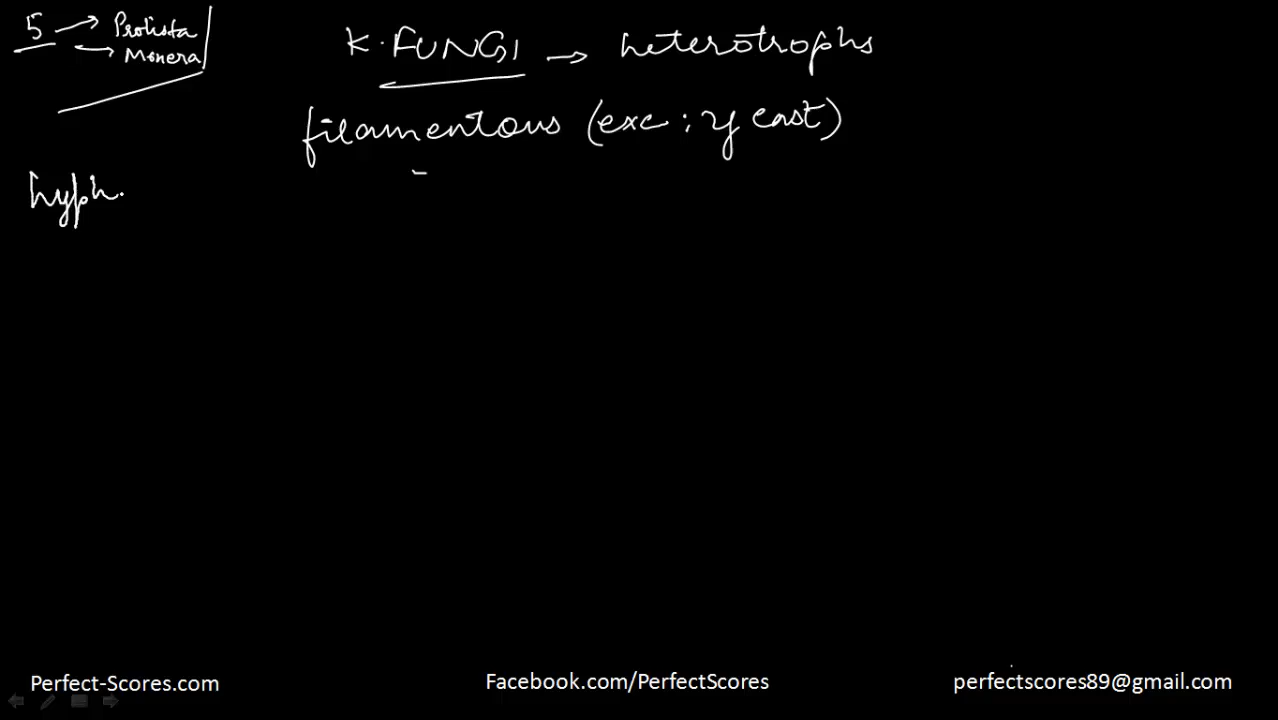 5 → Protista
→ Monera
K. FUNGI → heterotrophs
filamentous (exc: yeast)
hyph.
Perfect-Scores.com
Facebook.com/PerfectScores
perfectscores89@gmail.com